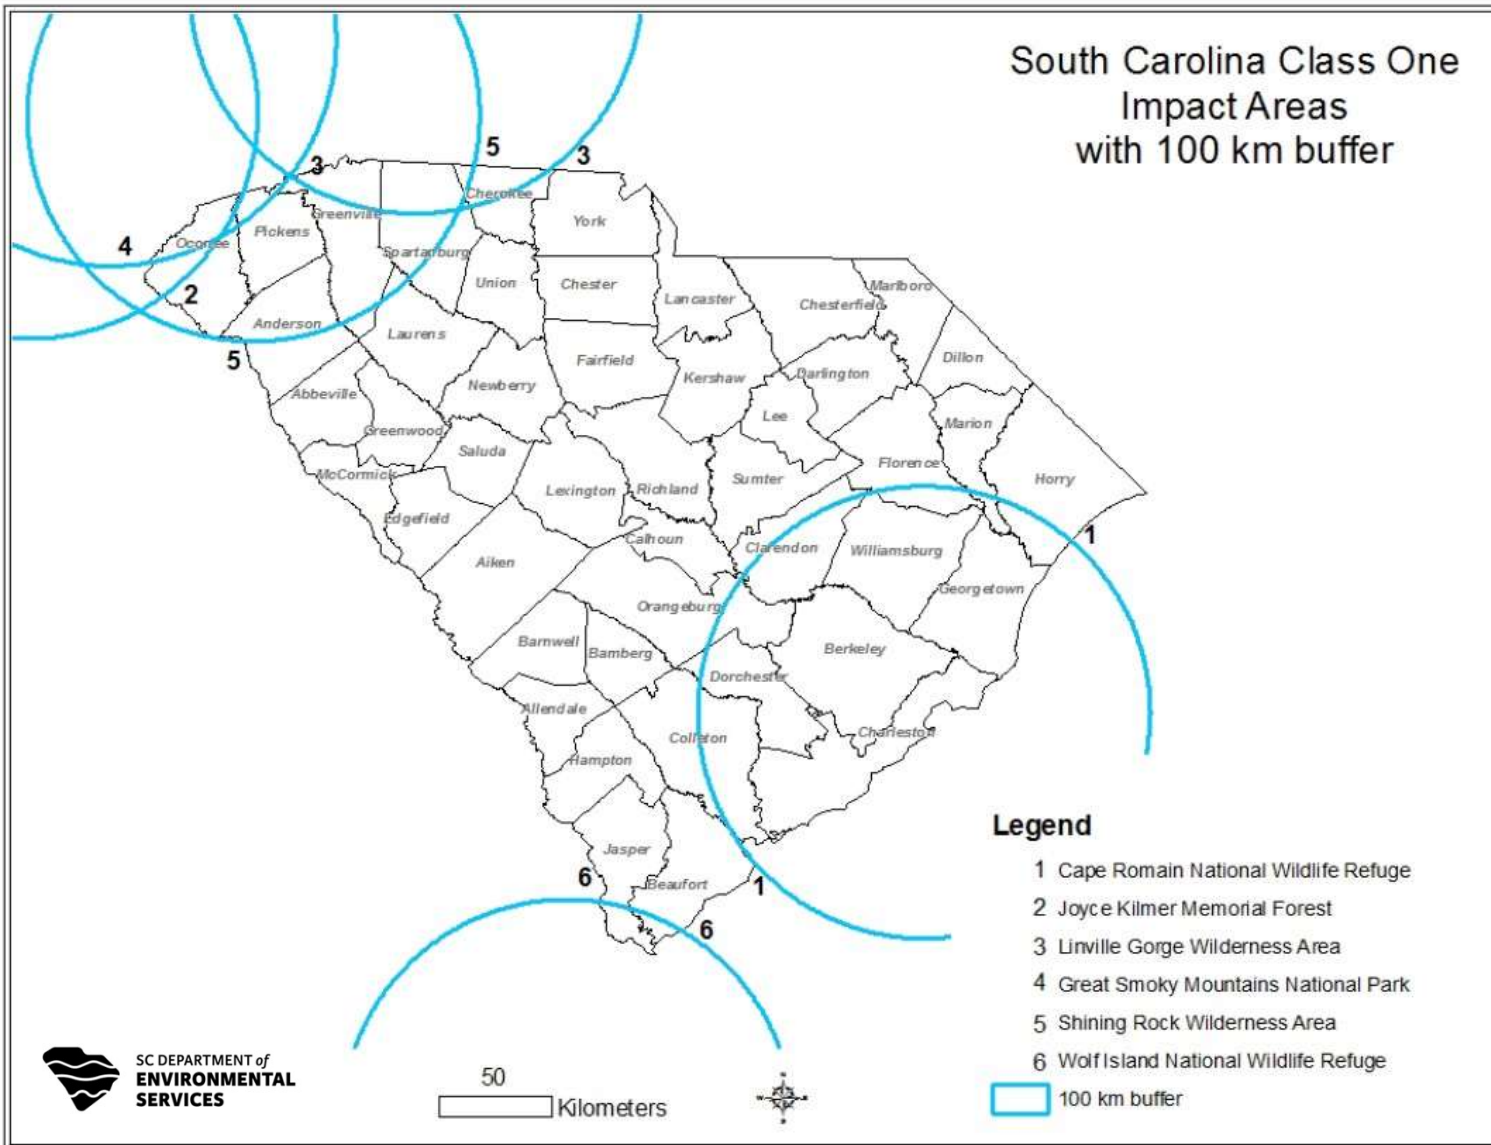 South Carolina Class One
Impact Areas
with 100 km buffer
5
3
3
Cherokee
Greenville
York
Pickens
4
Oconee
Spartanburg
2
Union
Chester
Lancaster
Chesterfield
Marlboro
Anderson
Laurens
5
Fairfield
Dillon
Newberry
Kershaw
Darlington
Abbeville
Lee
Greenwood
Marion
Saluda
Florence
McCormick
Lexington
Richland
Sumter
Horry
Edgefield
1
Calhoun
Clarendon
Williamsburg
Aiken
Georgetown
Orangeburg
Barnwell
Bamberg
Berkeley
Dorchester
Allendale
Colleton
Charleston
Hampton
Jasper
6
Beaufort
1
6
Legend
1 Cape Romain National Wildlife Refuge
2 Joyce Kilmer Memorial Forest
3 Linville Gorge Wilderness Area
4 Great Smoky Mountains National Park
5 Shining Rock Wilderness Area
6 Wolf Island National Wildlife Refuge
100 km buffer
SC DEPARTMENT of
ENVIRONMENTAL
SERVICES
50
Kilometers
N
W
E
S